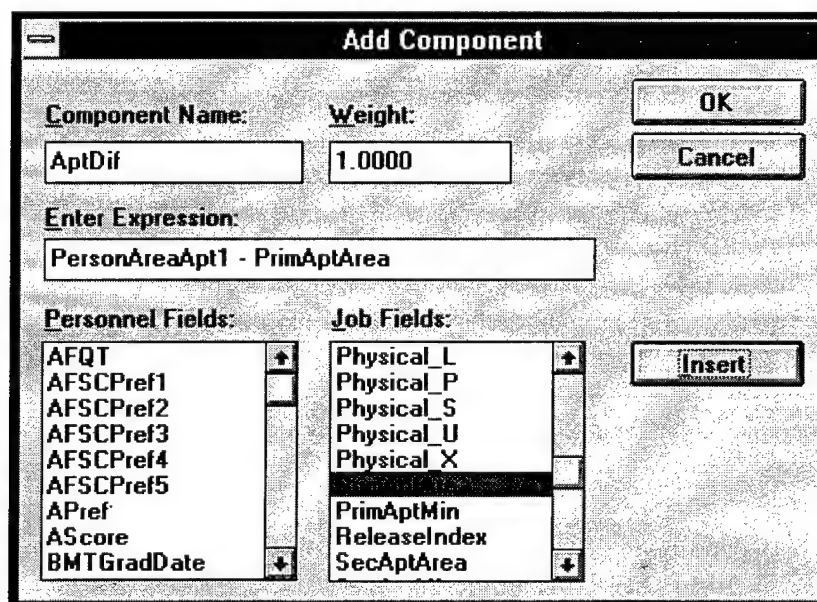 Add Component
Component Name:
Weight:
OK
AptDif
1.0000
Cancel
Enter Expression:
PersonAreaApt1 - PrimAptArea
Personnel Fields:
Job Fields:
Insert
AFQT
AFSCPref1
AFSCPref2
AFSCPref3
AFSCPref4
AFSCPref5
APref
AScore
BMTGradDate
Physical_L
Physical_P
Physical_S
Physical_U
Physical_X
PrimAptMin
ReleaseIndex
SecAptArea